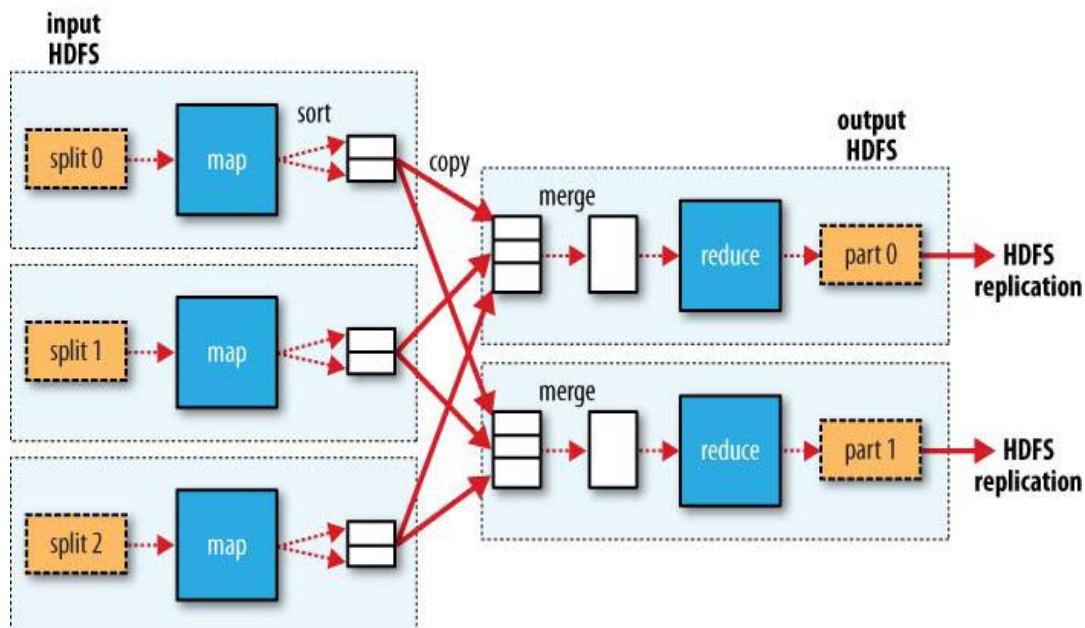 input
HDFS
sort
split 0
map
copy
output
HDFS
merge
reduce
part 0
HDFS
replication
split 1
map
merge
reduce
part 1
HDFS
replication
split 2
map